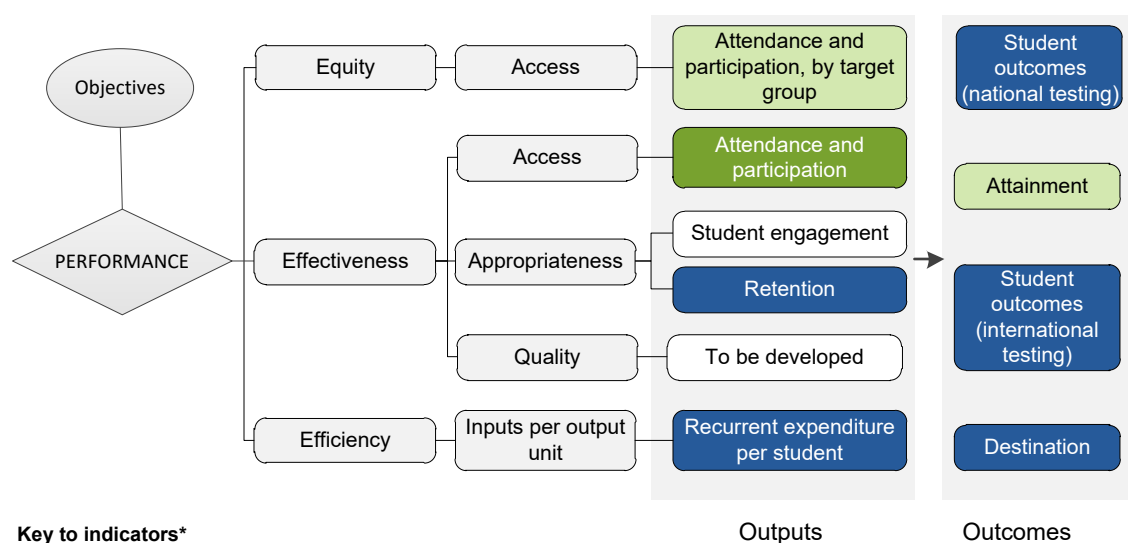 Objectives
PERFORMANCE
Equity
Access
Attendance and
participation, by target
group
Effectiveness
Access
Attendance and
participation
Appropriateness
Student engagement
Retention
Quality
To be developed
Efficiency
Inputs per output
unit
Recurrent expenditure
per student
Student
outcomes
(national testing)
Attainment
Student
outcomes
(international
testing)
Destination
Key to indicators*
Outputs
Outcomes